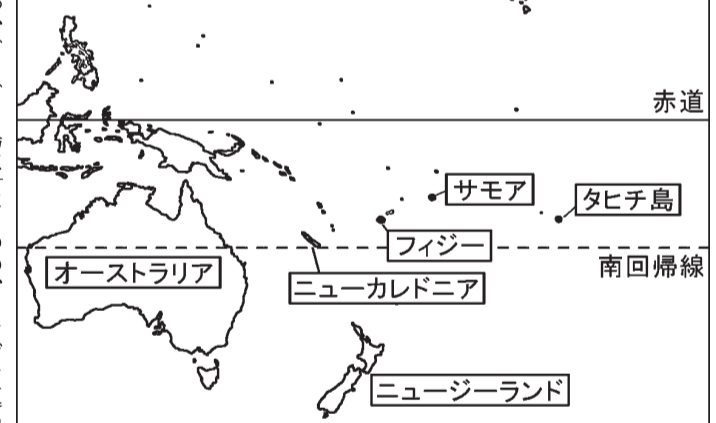 赤道
サモア
タヒチ島
フィジー
南回帰線
オーストラリア
ニューカレドニア
ニュージーランド